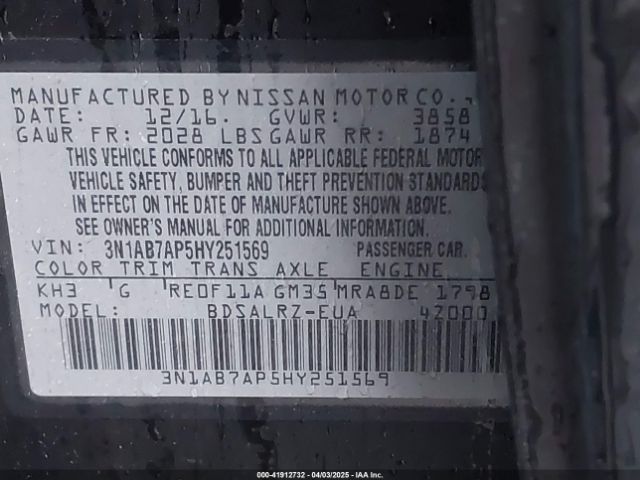 MANUFACTURED BY NISSAN MOTOR CO.,
DATE: 12/16. GVWR: 3858
GAWR FR: 2028 LBS GAWR RR: 1874
THIS VEHICLE CONFORMS TO ALL APPLICABLE FEDERAL MOTOR
VEHICLE SAFETY, BUMPER AND THEFT PREVENTION STANDARDS
IN EFFECT ON THE DATE OF MANUFACTURE SHOWN ABOVE.
SEE OWNER'S MANUAL FOR ADDITIONAL INFORMATION.
VIN: 3N1AB7AP5HY251569 PASSENGER CAR.
COLOR TRIM TRANS AXLE ENGINE
KH3 G RE0F11A GM35 MRA8DE 1798
BDSALRZ-EUA 42000
3N1AB7AP5HY251569
000-41912732 - 04/03/2025 - IAA Inc.